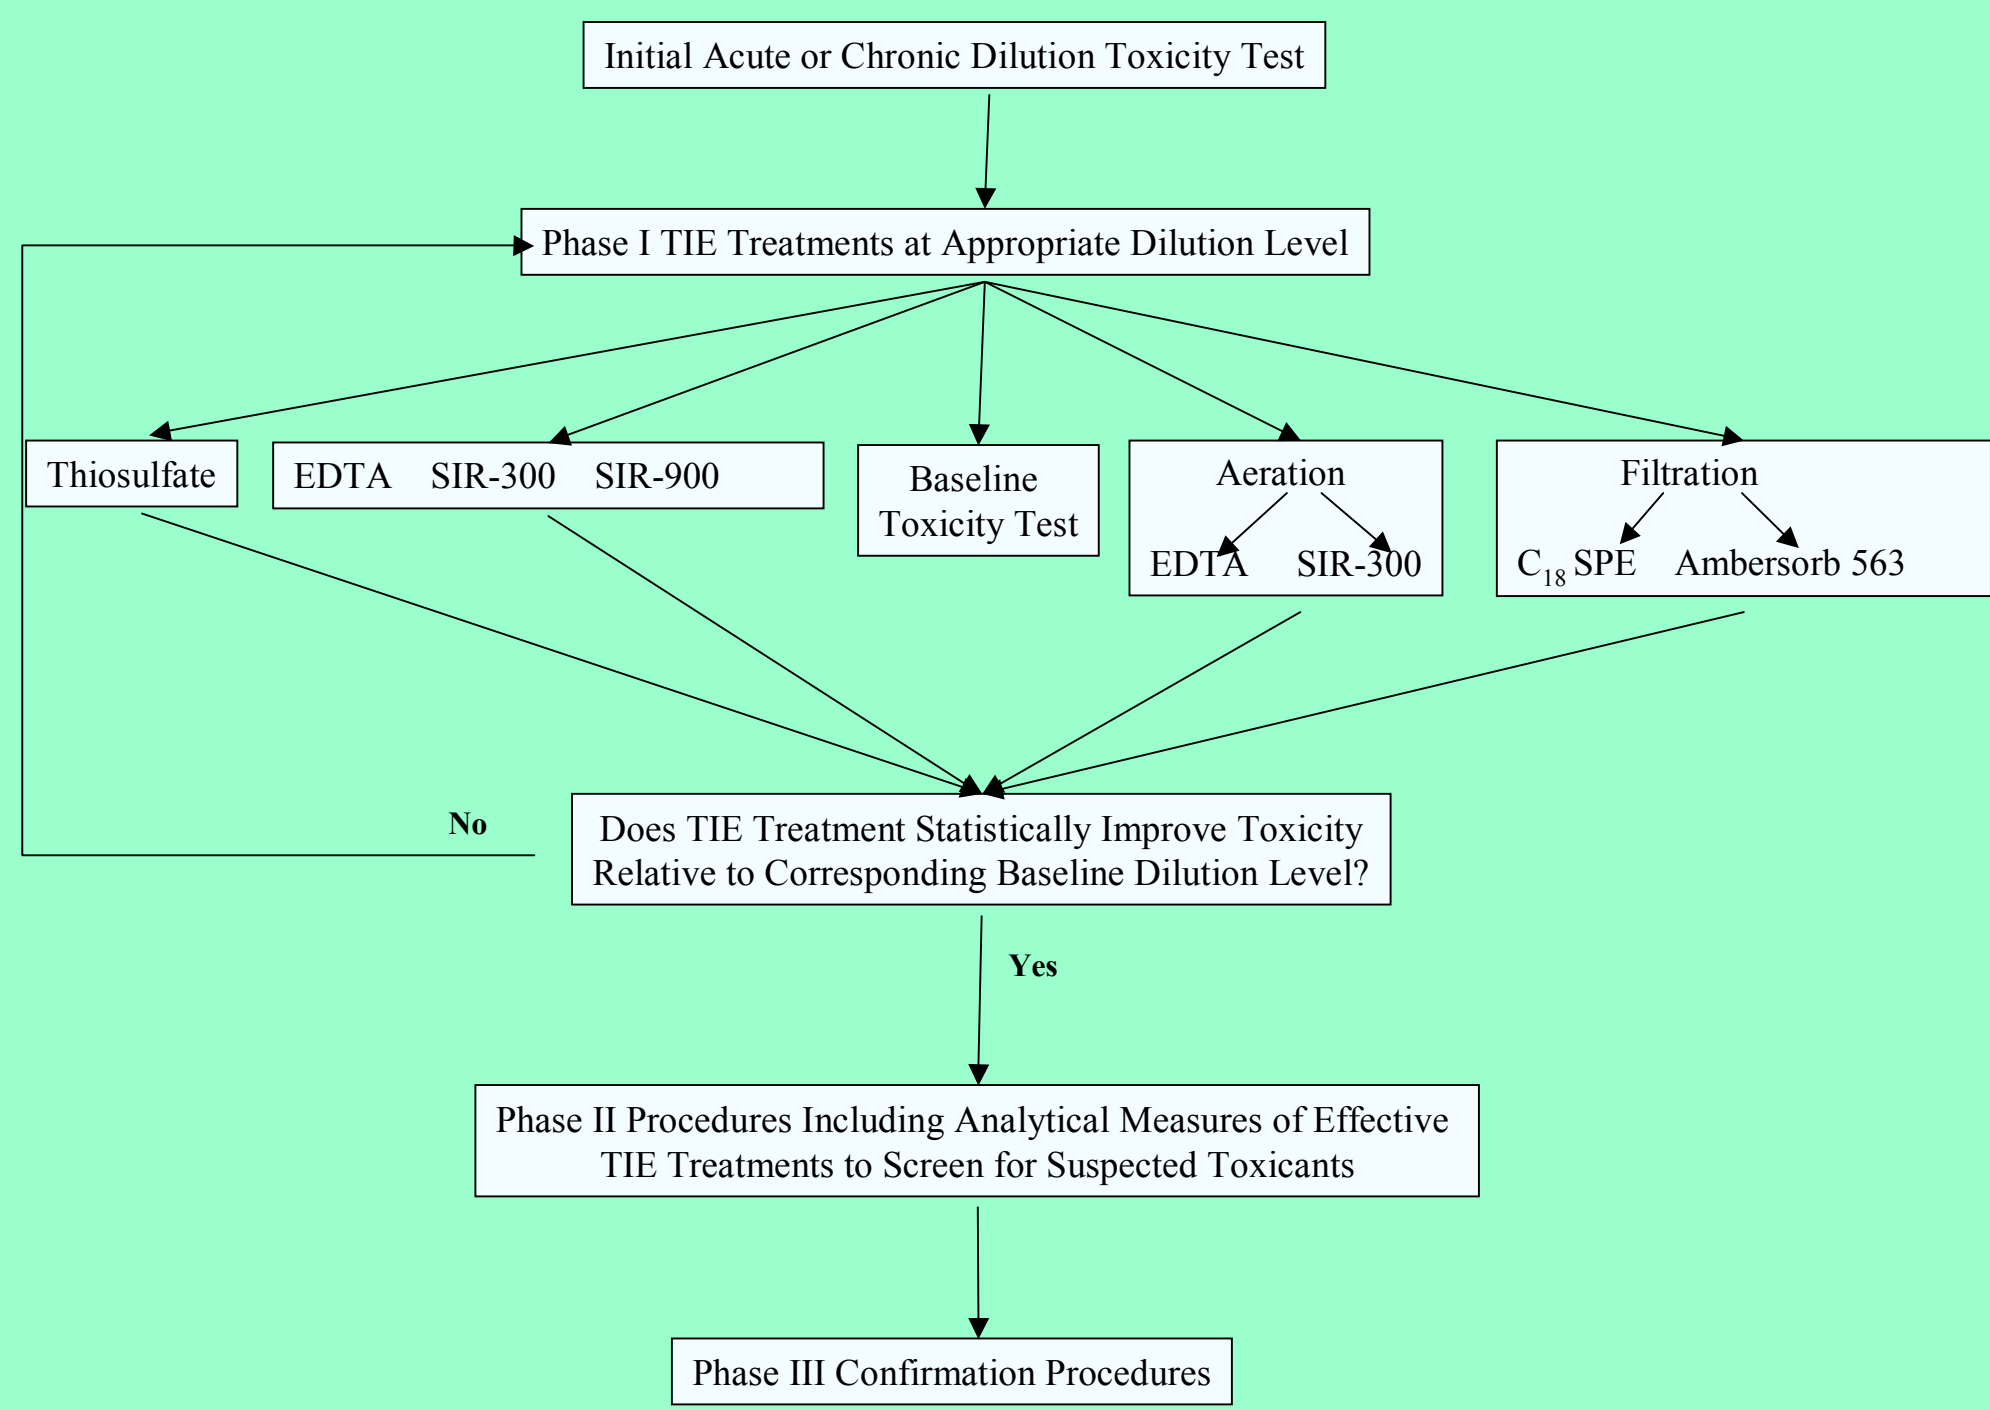 Initial Acute or Chronic Dilution Toxicity Test
Phase I TIE Treatments at Appropriate Dilution Level
Thiosulfate
EDTA SIR-300 SIR-900
Baseline
Toxicity Test
Aeration
EDTA SIR-300
Filtration
C18 SPE Ambersorb 563
No
Does TIE Treatment Statistically Improve Toxicity
Relative to Corresponding Baseline Dilution Level?
Yes
Phase II Procedures Including Analytical Measures of Effective
TIE Treatments to Screen for Suspected Toxicants
Phase III Confirmation Procedures